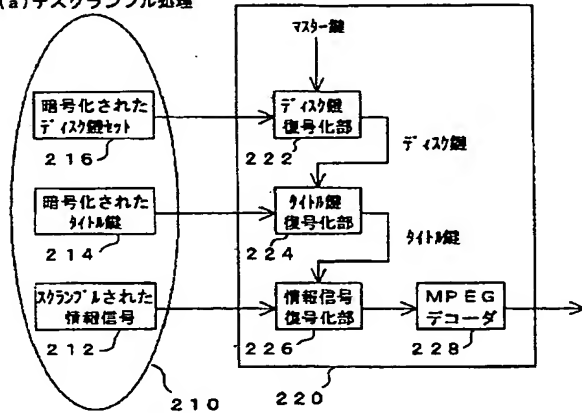 (a)デスクランブル処理
マスター鍵
暗号化された
ディスク鍵セット
216
ディスク鍵
復号化部
222
ディスク鍵
暗号化された
タイトル鍵
214
タイトル鍵
復号化部
224
タイトル鍵
スクランブルされた
情報信号
212
情報信号
復号化部
226
MPEG
デコーダ
228
210
220